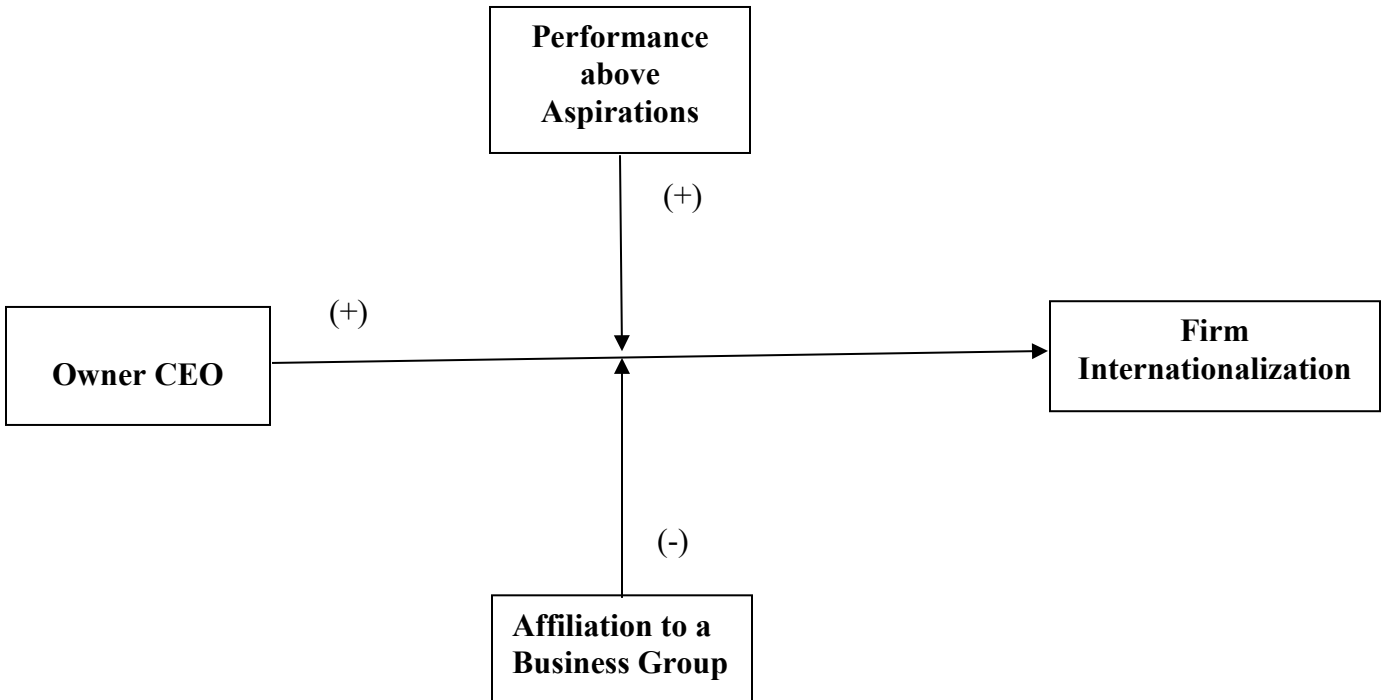 Performance
above
Aspirations
(+)
(+)
Owner CEO
Firm
Internationalization
(-)
Affiliation to a
Business Group